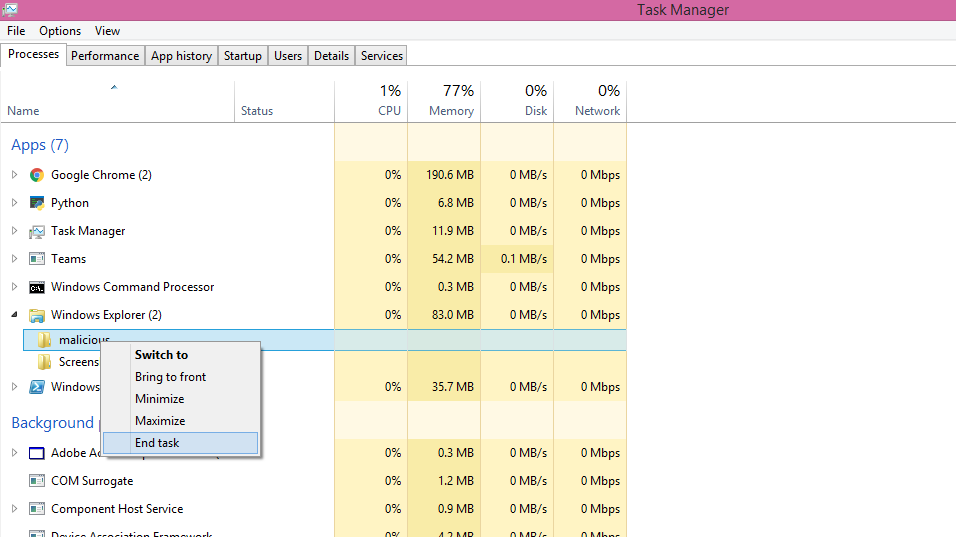 Task Manager
File Options View
Processes Performance App history Startup Users Details Services
1% 77% 0% 0%
Name Status CPU Memory Disk Network
Apps (7)
Google Chrome (2) 0% 190.6 MB 0 MB/s 0 Mbps
Python 0% 6.8 MB 0 MB/s 0 Mbps
Task Manager 0% 11.9 MB 0 MB/s 0 Mbps
Teams 0% 54.2 MB 0.1 MB/s 0 Mbps
Windows Command Processor 0% 0.3 MB 0 MB/s 0 Mbps
Windows Explorer (2) 0% 83.0 MB 0 MB/s 0 Mbps
malicious
Switch to
Screens
Bring to front
Windows 0% 35.7 MB 0 MB/s 0 Mbps
Minimize
Maximize
Background
End task
Adobe 0% 0.3 MB 0 MB/s 0 Mbps
COM Surrogate 0% 1.2 MB 0 MB/s 0 Mbps
Component Host Service 0% 0.9 MB 0 MB/s 0 Mbps
Device Association Framework 0% 4.2 MB 0 MB/s 0 Mbps